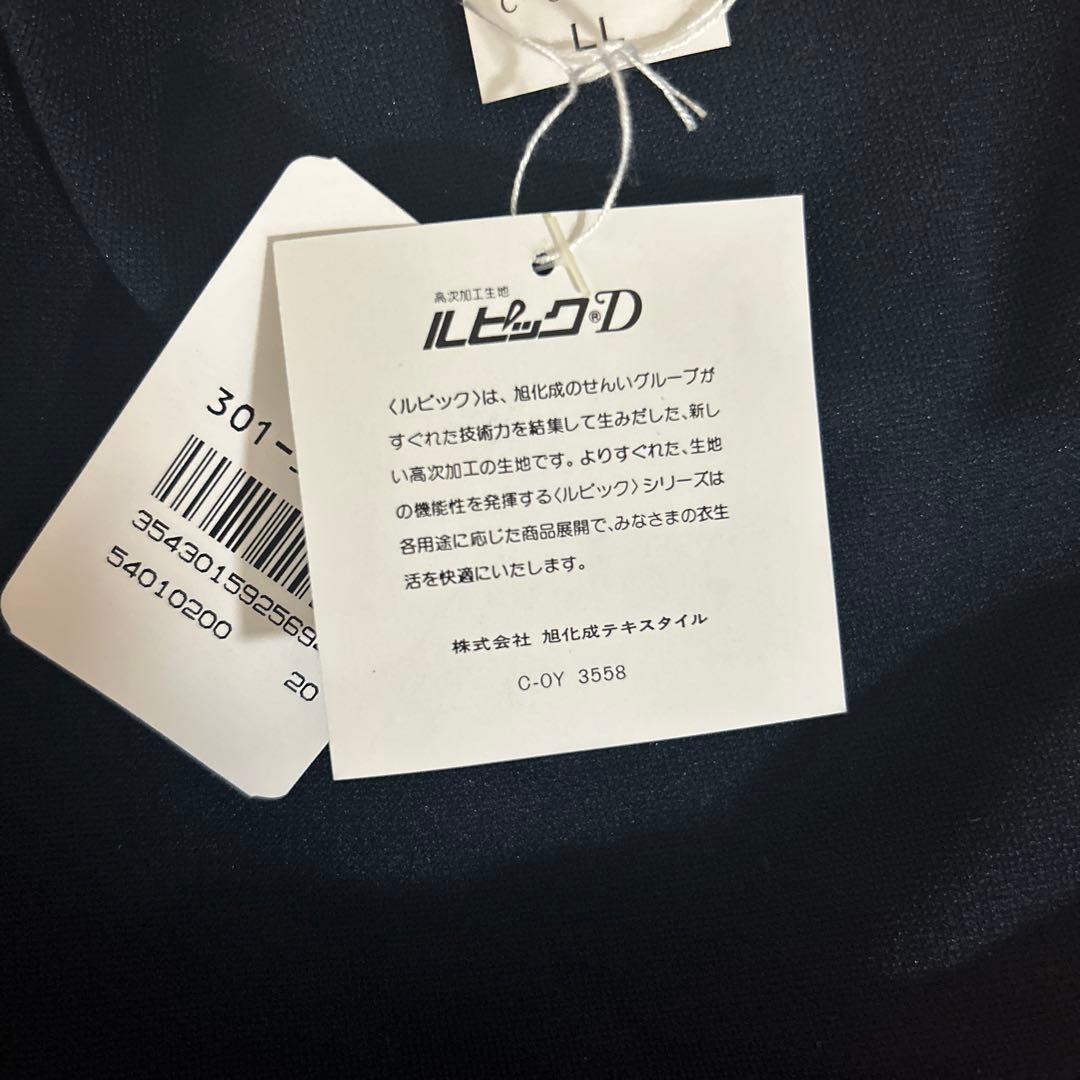 LL
高次加工生地
ルピック®D
〈ルピック〉は、旭化成のせんいグループが
すぐれた技術力を結集して生みだした、新し
い高次加工の生地です。よりすぐれた、生地
の機能性を発揮する〈ルピック〉シリーズは
各用途に応じた商品展開で、みなさまの衣生
活を快適にいたします。
株式会社 旭化成テキスタイル
C-OY 3558
301-
354301592569
54010200
20